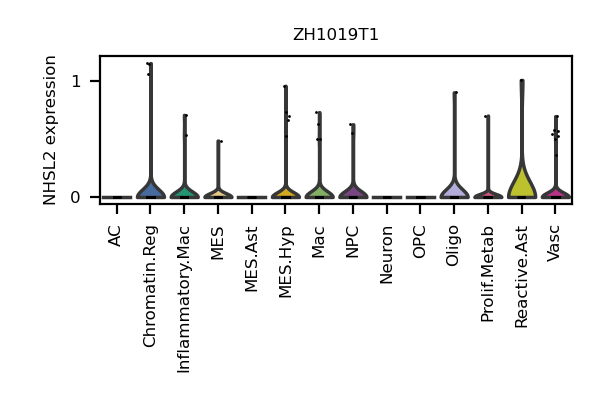 ZH1019T1
NHSL2 expression
1
0
AC
Chromatin.Reg
Inflammatory.Mac
MES
MES.Ast
MES.Hyp
Mac
NPC
Neuron
OPC
Oligo
Prolif.Metab
Reactive.Ast
Vasc